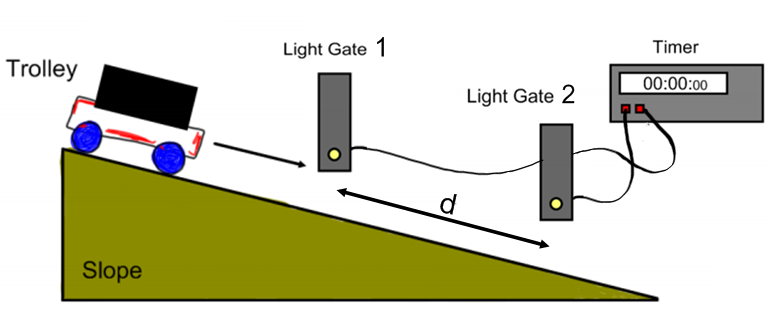 Trolley
Light Gate 1
Light Gate 2
Timer
00:00:00
d
Slope